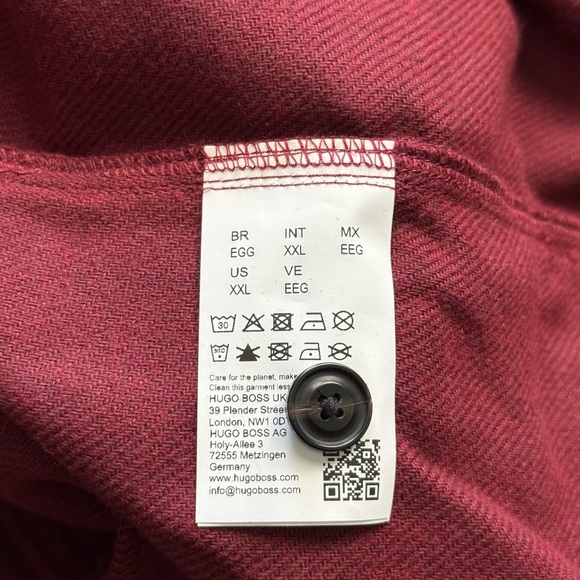 BR INT MX
EGG XXL EEG
US VE
XXL EEG
30
Care for the planet, make
Clean this garment less
HUGO BOSS UK
39 Plender Street
London, NW1 0D
HUGO BOSS AG
Holy-Allee 3
72555 Metzingen
Germany
www.hugoboss.com
info@hugoboss.com